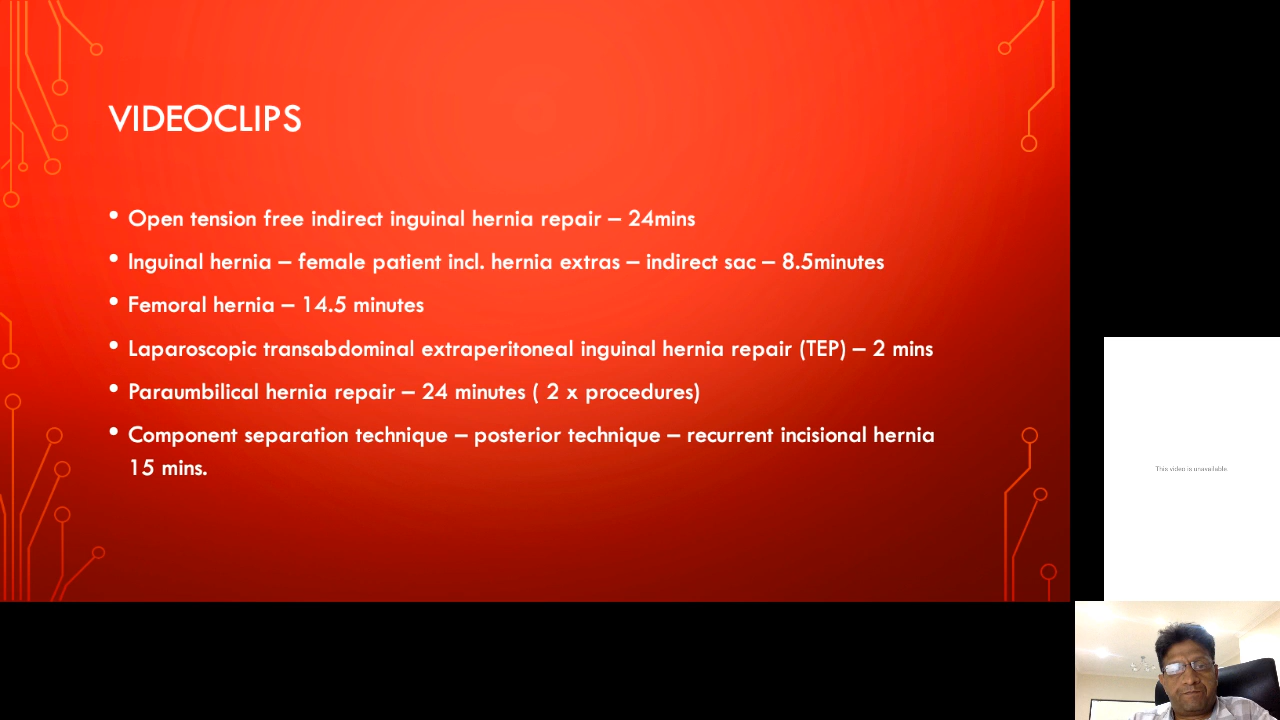 VIDEOCLIPS
• Open tension free indirect inguinal hernia repair – 24mins
• Inguinal hernia – female patient incl. hernia extras – indirect sac – 8.5minutes
• Femoral hernia – 14.5 minutes
• Laparoscopic transabdominal extraperitoneal inguinal hernia repair (TEP) – 2 mins
• Paraumbilical hernia repair – 24 minutes ( 2 x procedures)
• Component separation technique – posterior technique – recurrent incisional hernia
15 mins.
This video is unavailable